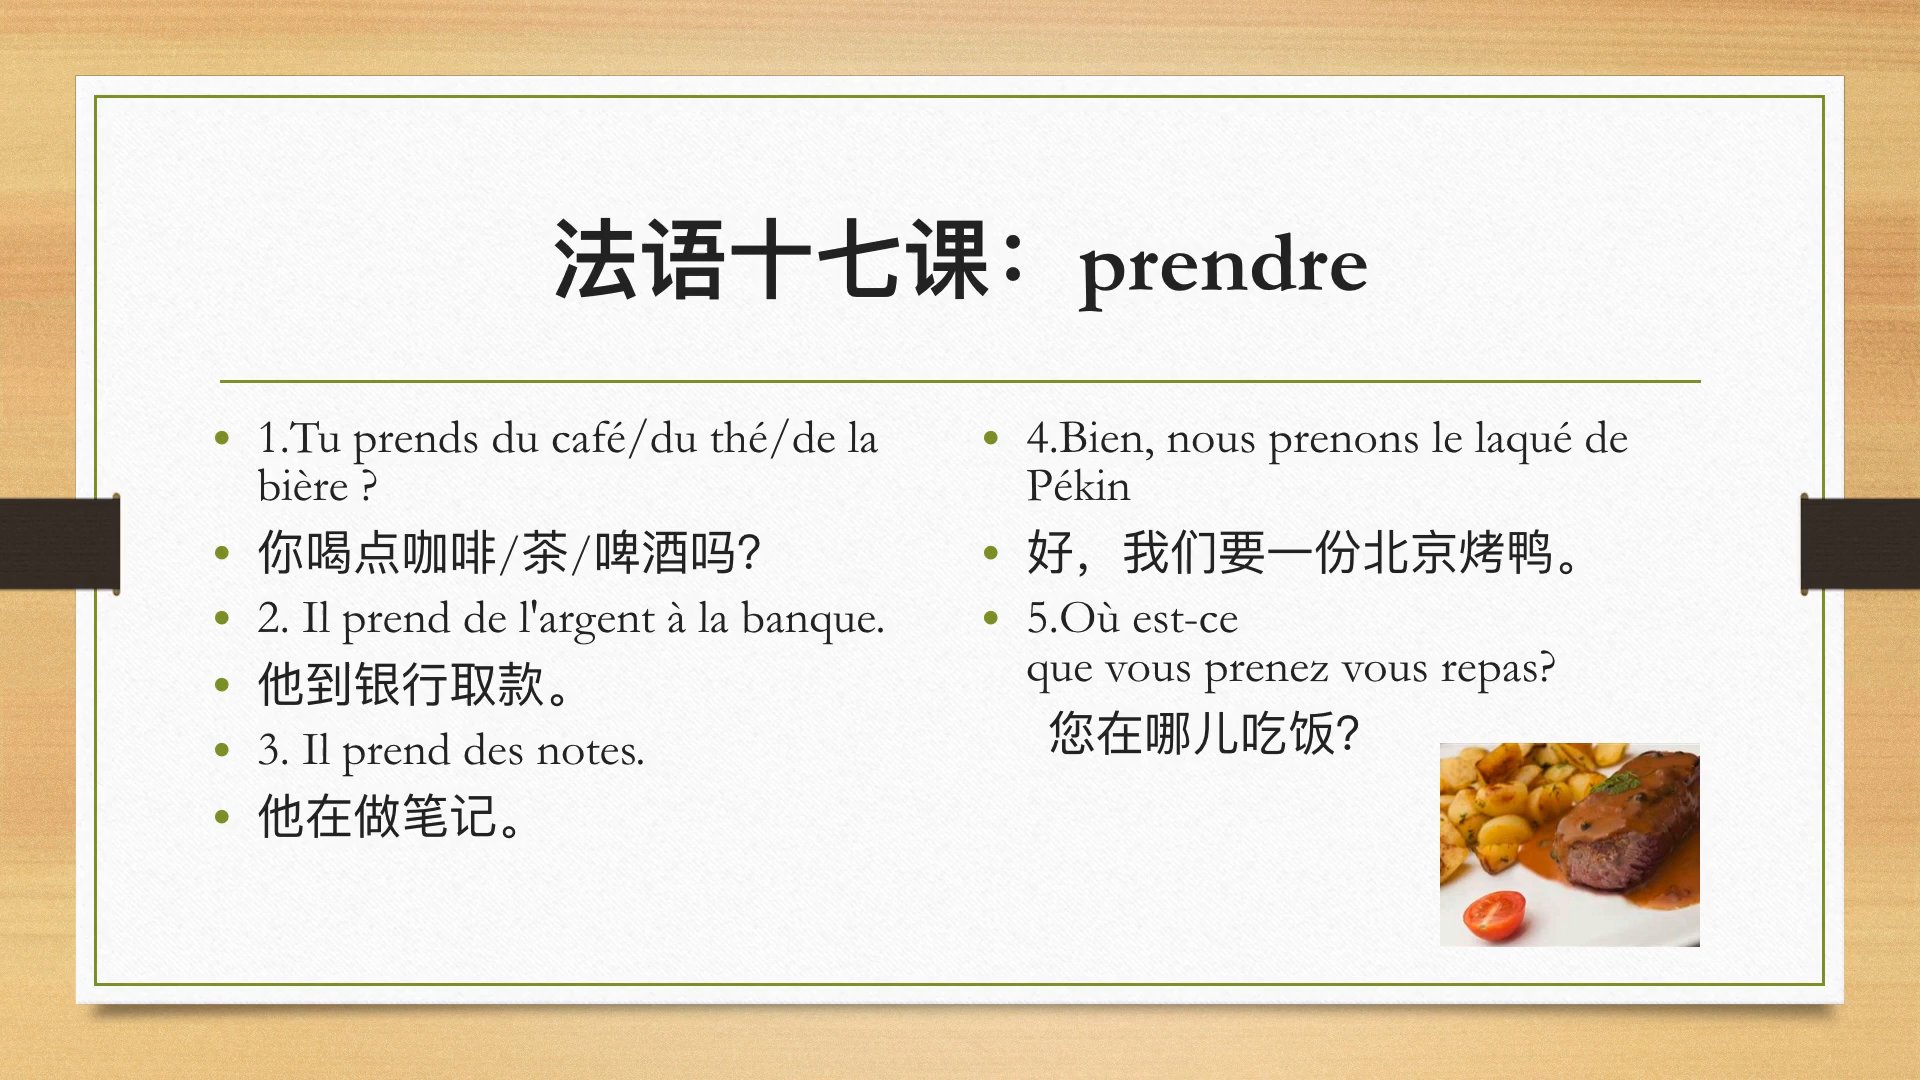 法语十七课：prendre
1.Tu prends du café/du thé/de la
bière ?
你喝点咖啡/茶/啤酒吗?
2. Il prend de l'argent à la banque.
他到银行取款。
3. Il prend des notes.
他在做笔记。
4.Bien, nous prenons le laqué de
Pékin
好，我们要一份北京烤鸭。
5.Où est-ce
que vous prenez vous repas?
您在哪儿吃饭?